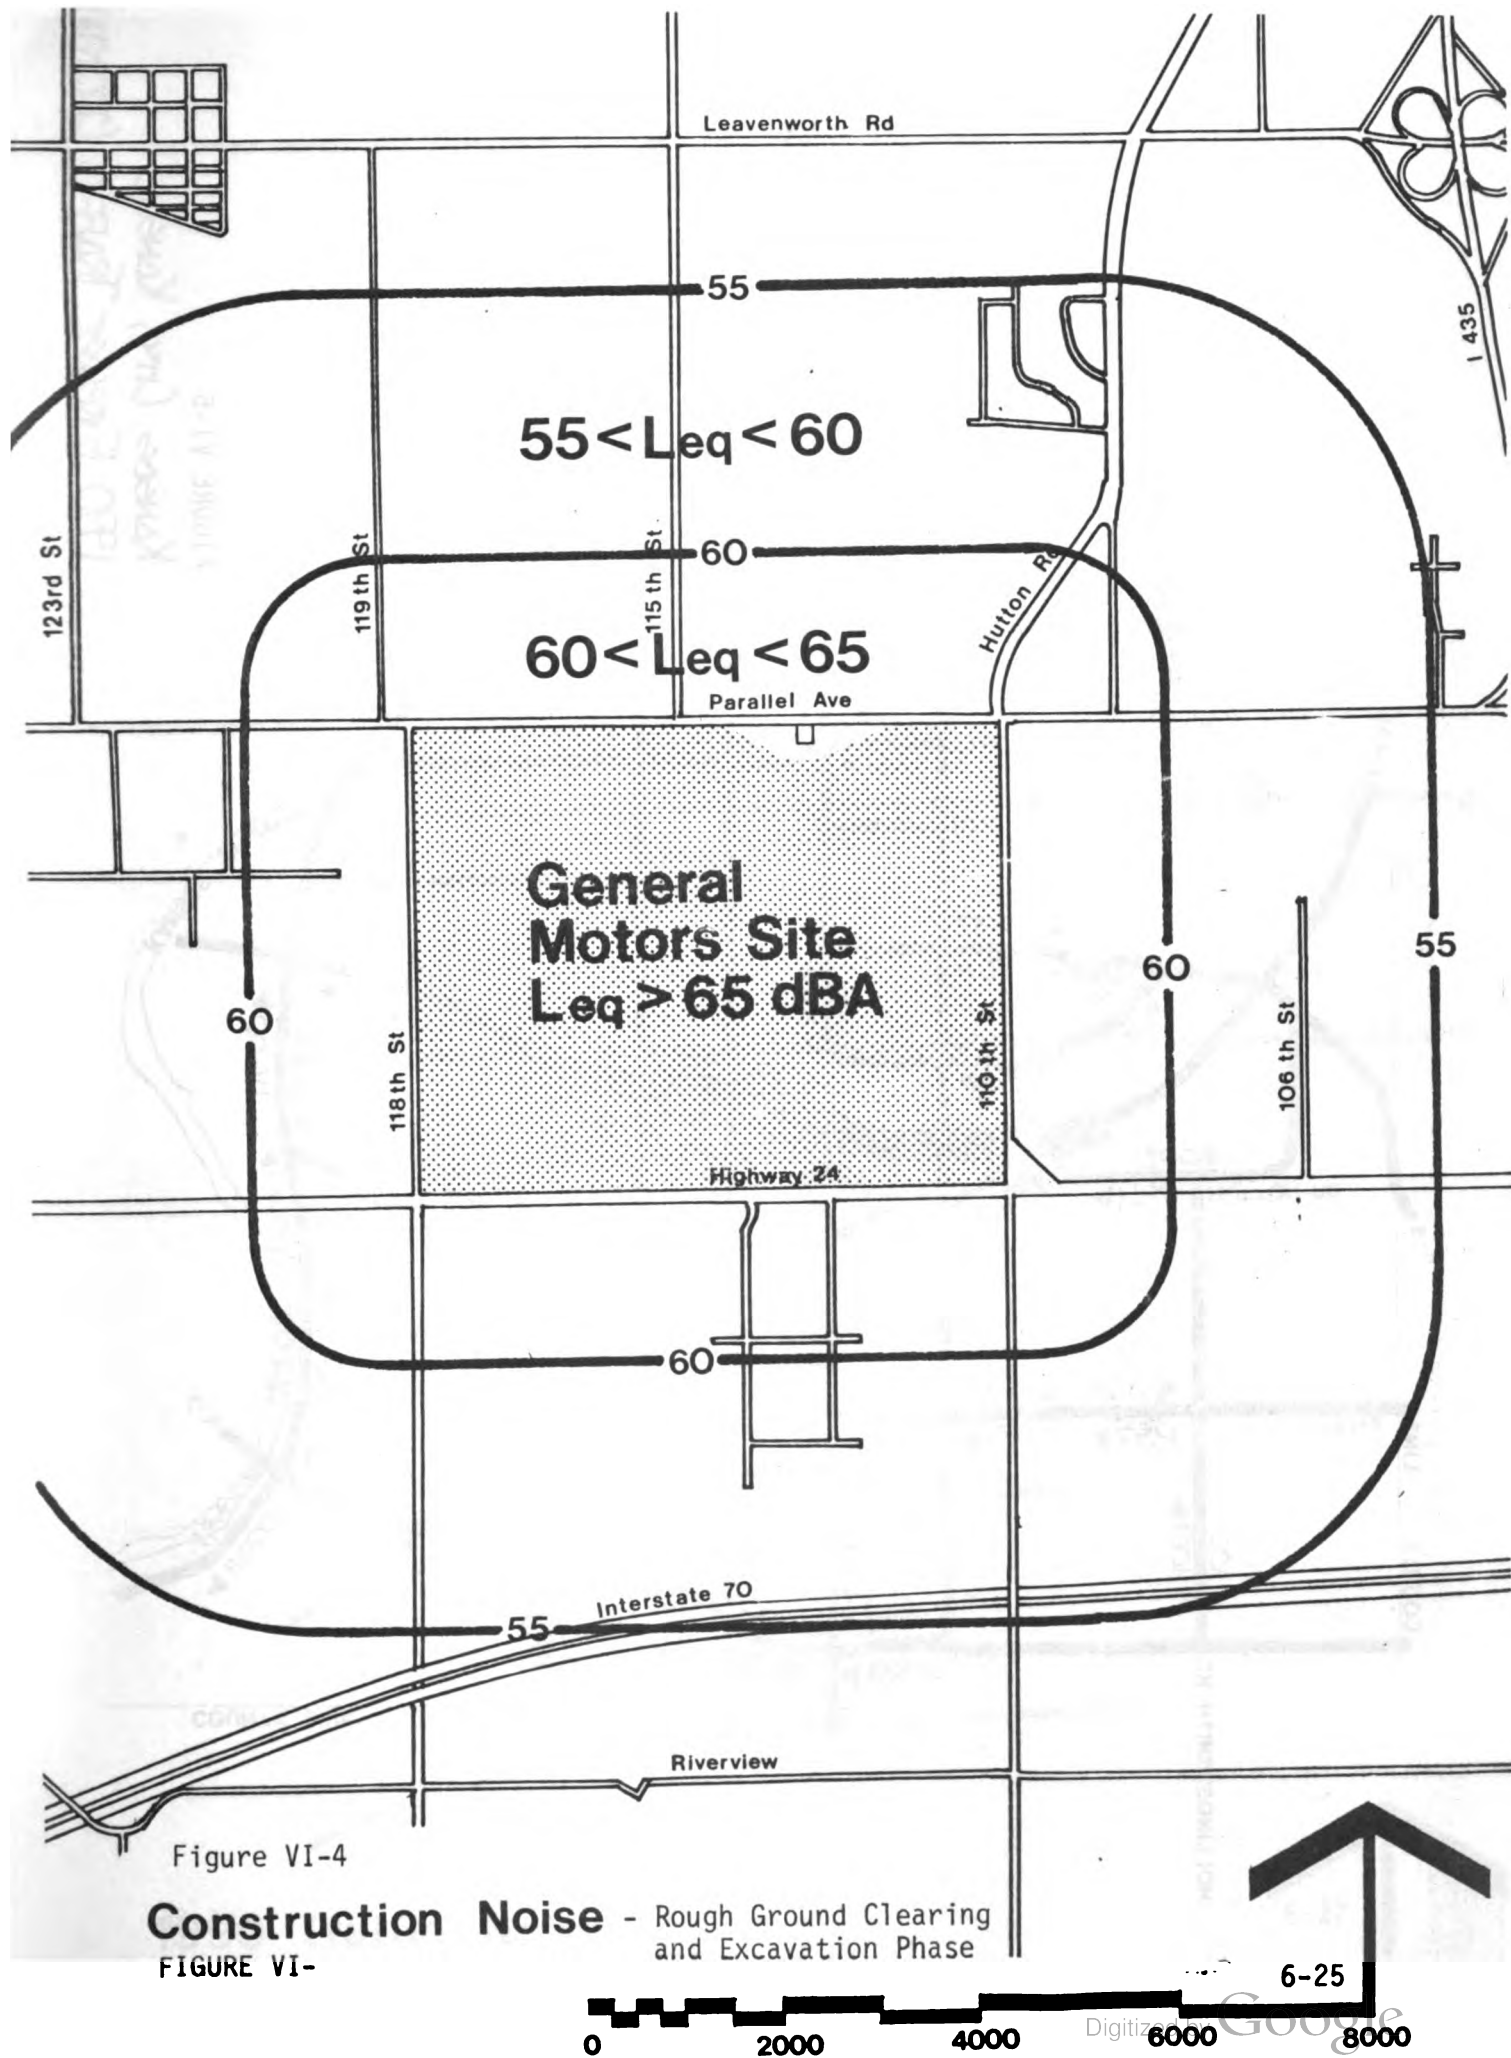 Leavenworth Rd
55
I 435
55 < Leq < 60
123rd St
119th St
115th St
60
Hutton Rd
60 < Leq < 65
Parallel Ave
General
Motors Site
Leq > 65 dBA
55
60
60
118th St
110th St
106th St
Highway 24
60
Interstate 70
55
Riverview
Figure VI-4
Construction Noise - Rough Ground Clearing
and Excavation Phase
FIGURE VI-
6-25
Digitized by Google
0 2000 4000 6000 8000